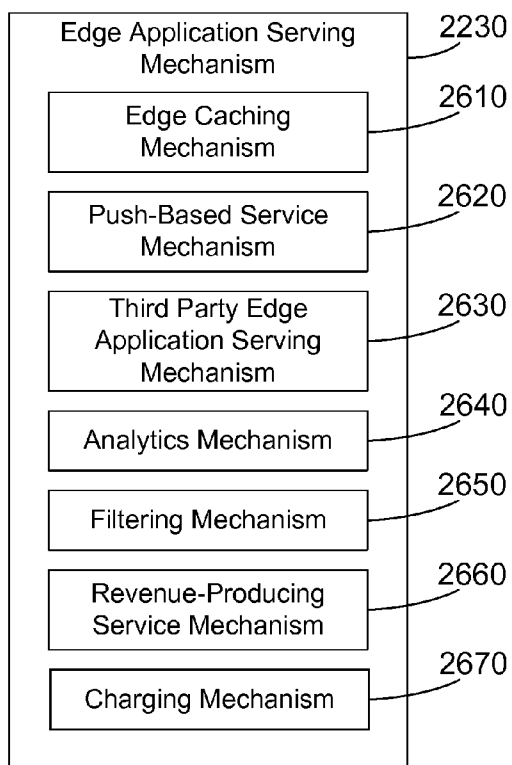 Edge Application Serving
Mechanism
2230
Edge Caching
Mechanism
2610
Push-Based Service
Mechanism
2620
Third Party Edge
Application Serving
Mechanism
2630
Analytics Mechanism
2640
Filtering Mechanism
2650
Revenue-Producing
Service Mechanism
2660
Charging Mechanism
2670